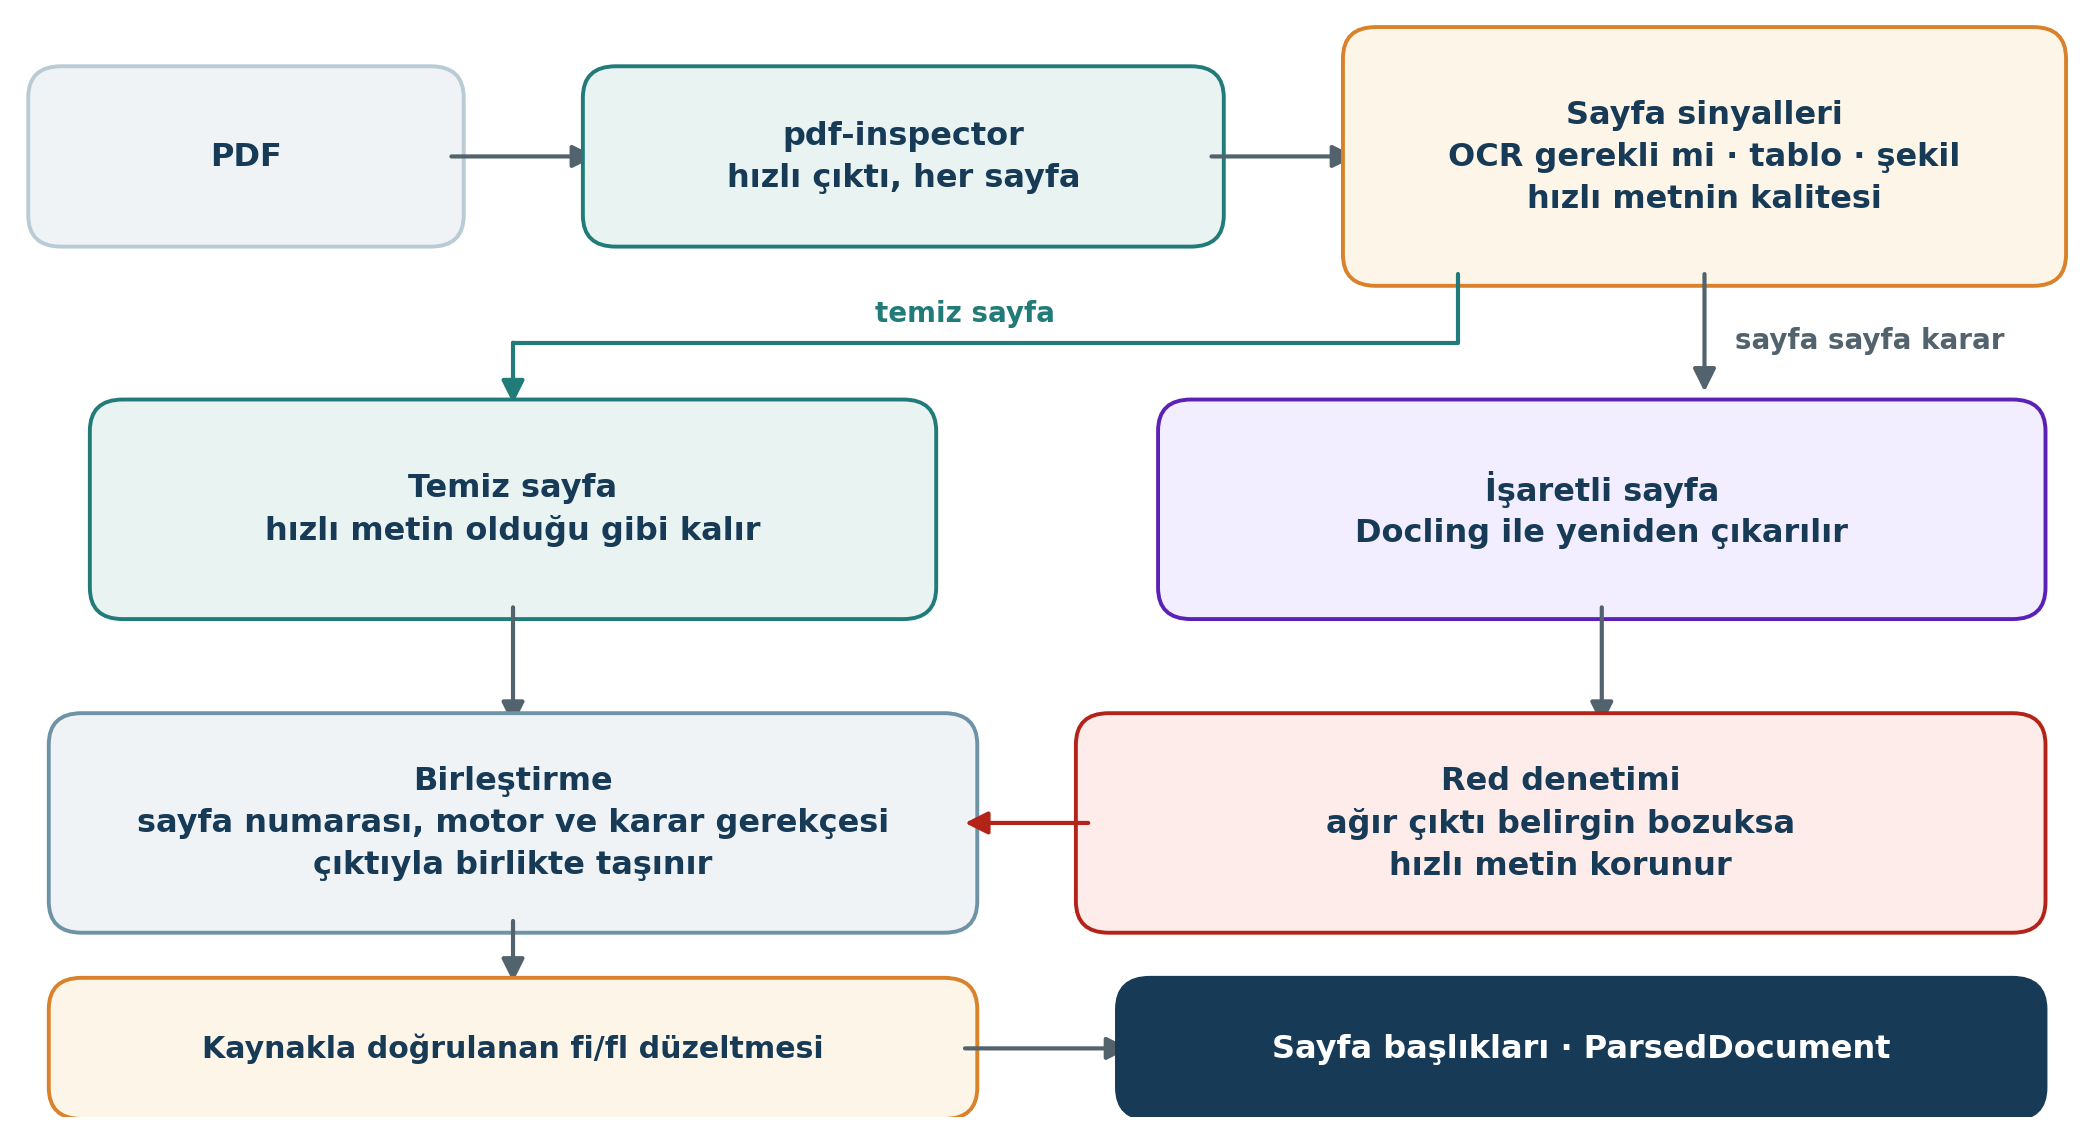 PDF
pdf-inspector
hızlı çıktı, her sayfa
Sayfa sinyalleri
OCR gerekli mi · tablo · şekil
hızlı metnin kalitesi
temiz sayfa
sayfa sayfa karar
Temiz sayfa
hızlı metin olduğu gibi kalır
İşaretli sayfa
Docling ile yeniden çıkarılır
Birleştirme
sayfa numarası, motor ve karar gerekçesi
çıktıyla birlikte taşınır
Red denetimi
ağır çıktı belirgin bozuksa
hızlı metin korunur
Kaynakla doğrulanan fi/fl düzeltmesi
Sayfa başlıkları · ParsedDocument